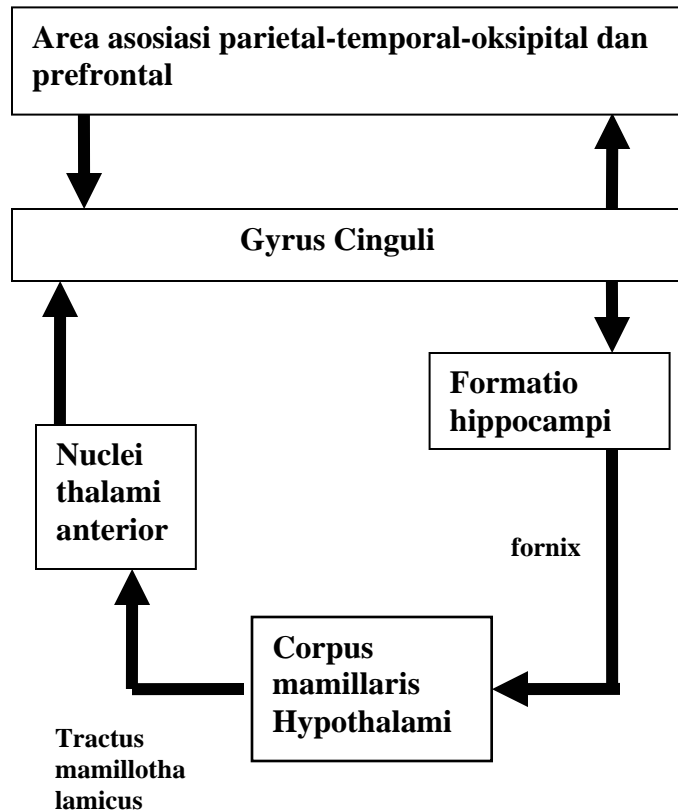 Area asosiasi parietal-temporal-oksipital dan
prefrontal
Gyrus Cinguli
Formatio
hippocampi
Nuclei
thalami
anterior
fornix
Corpus
mamillaris
Hypothalami
Tractus
mamillotha
lamicus